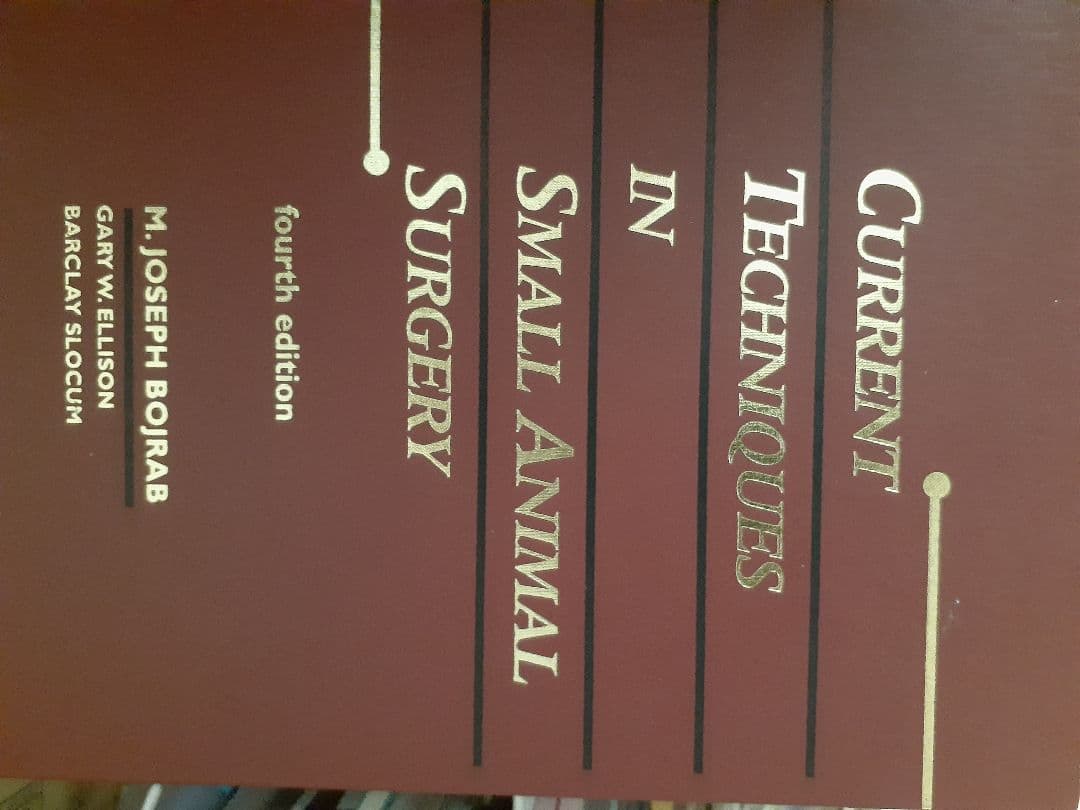 CURRENT
TECHNIQUES
IN
SMALL ANIMAL
SURGERY
fourth edition
M. JOSEPH BOJRAB
GARY W. ELLISON
BARCLAY SLOCUM